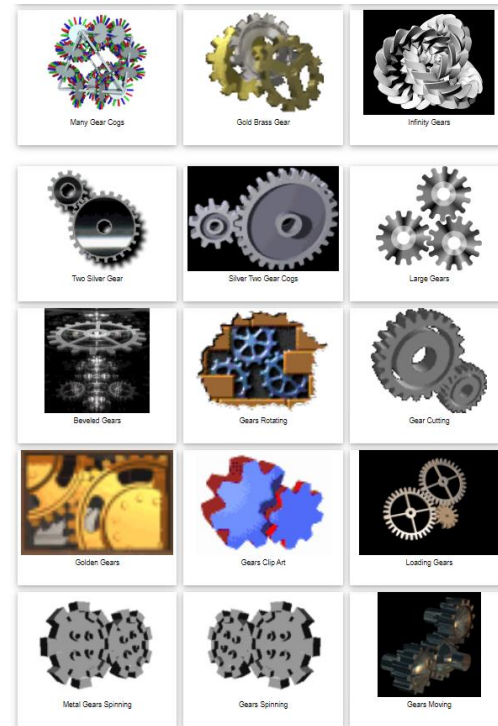 Many Gear Cogs
Gold Brass Gear
Infinity Gears
Two Silver Gear
Silver Two Gear Cogs
Large Gears
Beveled Gears
Gears Rotating
Gear Cutting
Golden Gears
Gears Clip Art
Loading Gears
Metal Gears Spinning
Gears Spinning
Gears Moving